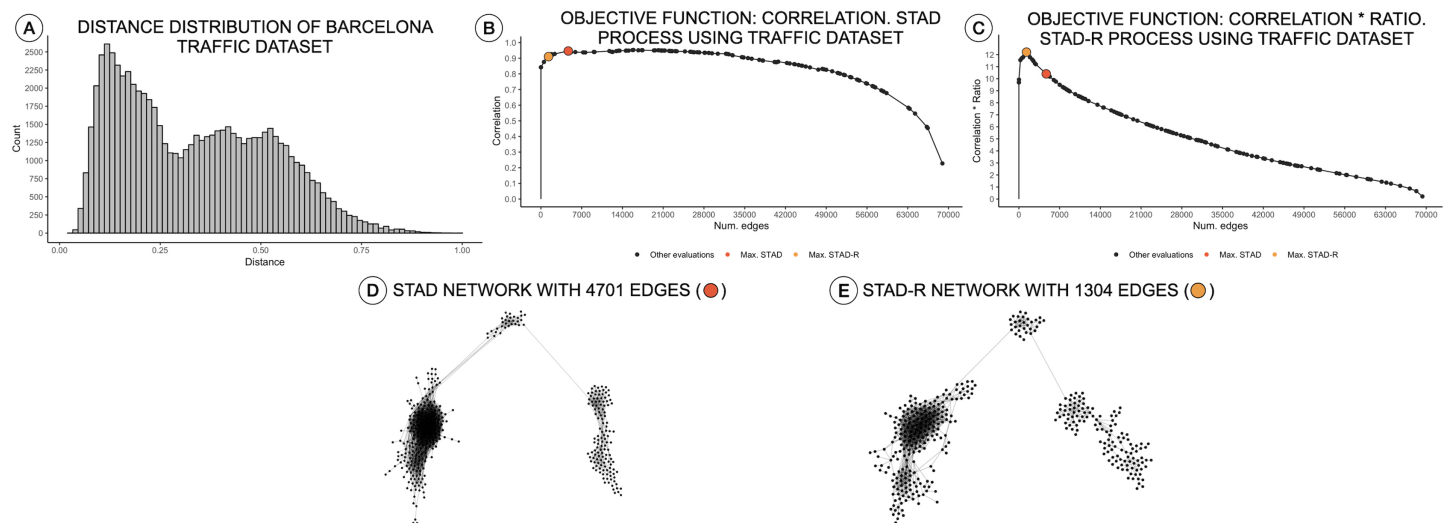 A
DISTANCE DISTRIBUTION OF BARCELONA
TRAFFIC DATASET
Count
2500
2250
2000
1750
1500
1250
1000
750
500
250
0
0.00
0.25
0.50
0.75
1.00
Distance
B
OBJECTIVE FUNCTION: CORRELATION. STAD
PROCESS USING TRAFFIC DATASET
Correlation
1.0
0.9
0.8
0.7
0.6
0.5
0.4
0.3
0.2
0.1
0.0
0
7000
14000
21000
28000
35000
42000
49000
56000
63000
70000
Num. edges
Other evaluations
Max. STAD
Max. STAD-R
C
OBJECTIVE FUNCTION: CORRELATION * RATIO.
STAD-R PROCESS USING TRAFFIC DATASET
Correlation * Ratio
12
11
10
9
8
7
6
5
4
3
2
1
0
0
7000
14000
21000
28000
35000
42000
49000
56000
63000
70000
Num. edges
Other evaluations
Max. STAD
Max. STAD-R
D
STAD NETWORK WITH 4701 EDGES ( )
E
STAD-R NETWORK WITH 1304 EDGES ( )